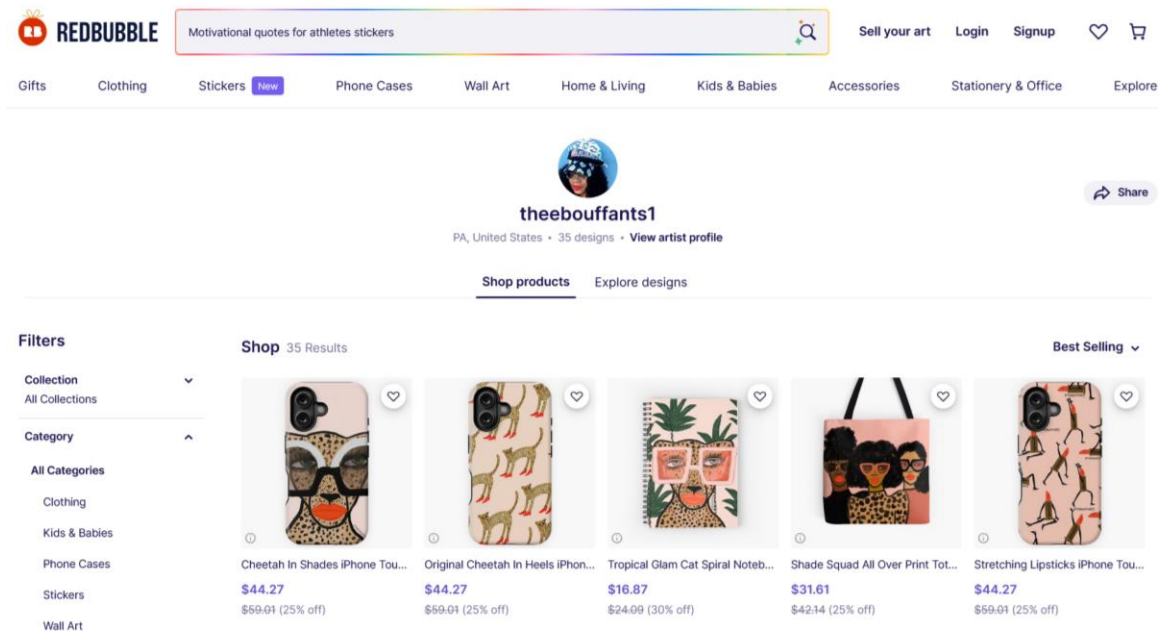 RB REDBUBBLE
Motivational quotes for athletes stickers
Sell your art Login Signup
Gifts Clothing Stickers New Phone Cases Wall Art Home & Living Kids & Babies Accessories Stationery & Office Explore
Share
theebouffants1
PA, United States • 35 designs • View artist profile
Shop products Explore designs
Filters
Shop 35 Results
Best Selling
Collection
All Collections
Category
All Categories
Clothing
Kids & Babies
Phone Cases
Stickers
Wall Art
Cheetah In Shades iPhone Tou... Original Cheetah In Heels iPhon... Tropical Glam Cat Spiral Noteb... Shade Squad All Over Print Tot... Stretching Lipsticks iPhone Tou...
$44.27 $44.27 $16.87 $31.61 $44.27
$59.01 (25% off) $59.01 (25% off) $24.09 (30% off) $42.14 (25% off) $59.01 (25% off)